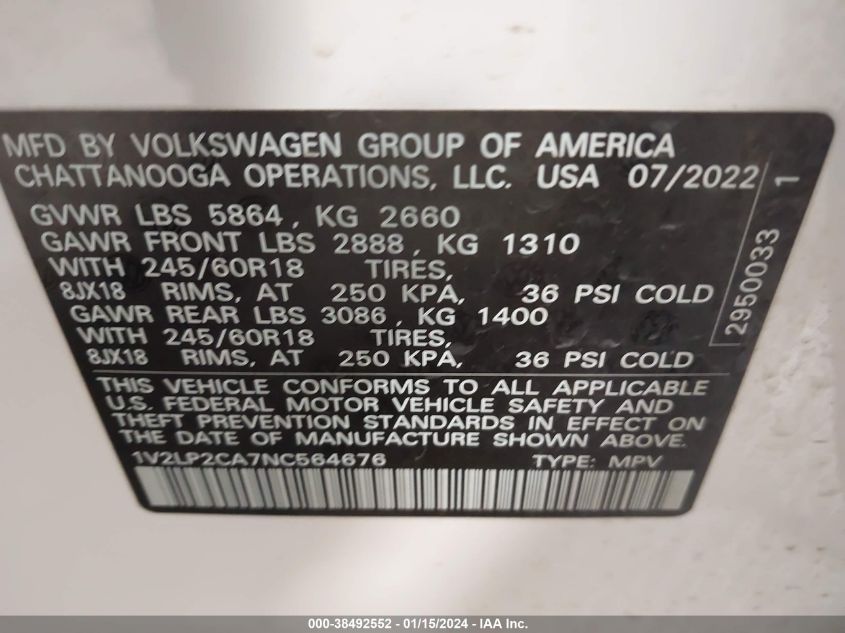 MFD BY VOLKSWAGEN GROUP OF AMERICA
CHATTANOOGA OPERATIONS, LLC. USA 07/2022
GVWR LBS 5864, KG 2660
GAWR FRONT LBS 2888, KG 1310
WITH 245/60R18 TIRES,
8JX18 RIMS, AT 250 KPA, 36 PSI COLD
GAWR REAR LBS 3086, KG 1400
WITH 245/60R18 TIRES,
8JX18 RIMS, AT 250 KPA, 36 PSI COLD
THIS VEHICLE CONFORMS TO ALL APPLICABLE
U.S. FEDERAL MOTOR VEHICLE SAFETY AND
THEFT PREVENTION STANDARDS IN EFFECT ON
THE DATE OF MANUFACTURE SHOWN ABOVE.
1V2LP2CA7NC564676 TYPE: MPV
2950033 1
000-38492552 - 01/15/2024 - IAA Inc.